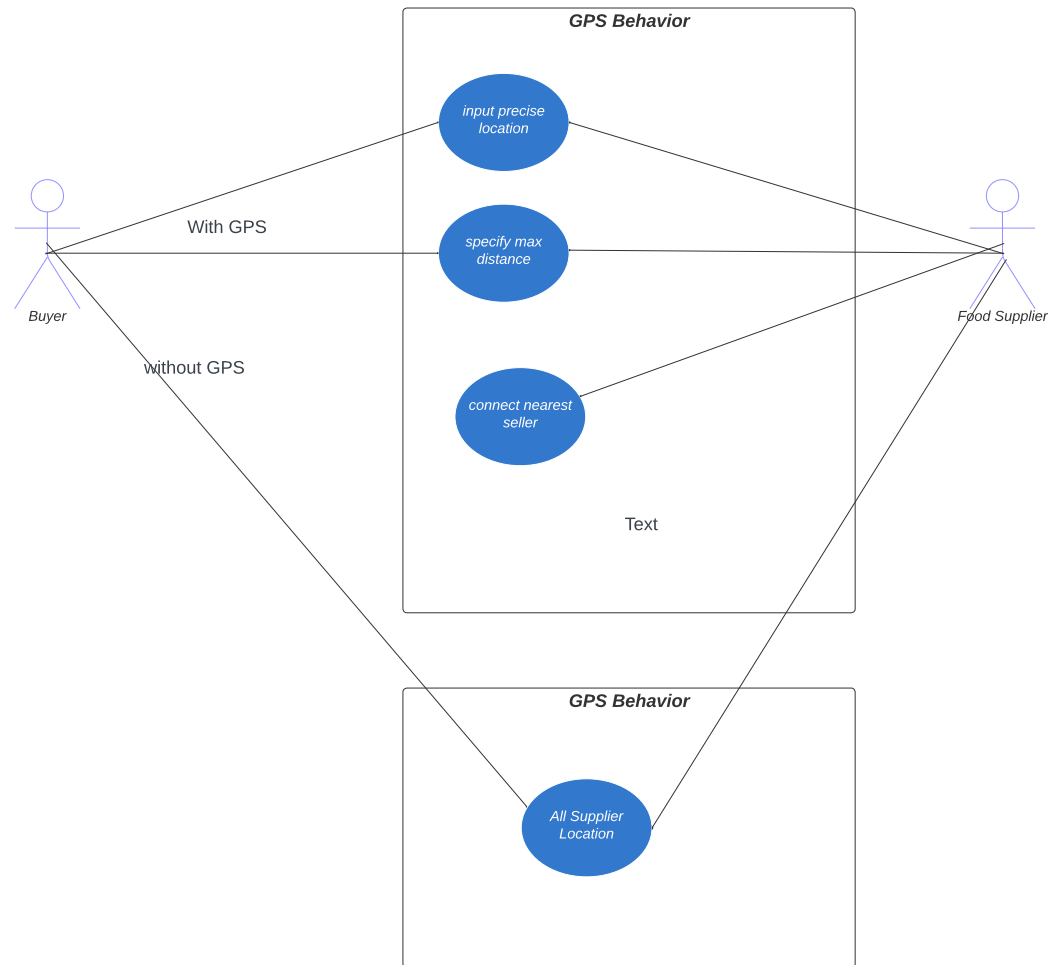 GPS Behavior
input precise
location
With GPS
specify max
distance
Buyer
Food Supplier
without GPS
connect nearest
seller
Text
GPS Behavior
All Supplier
Location